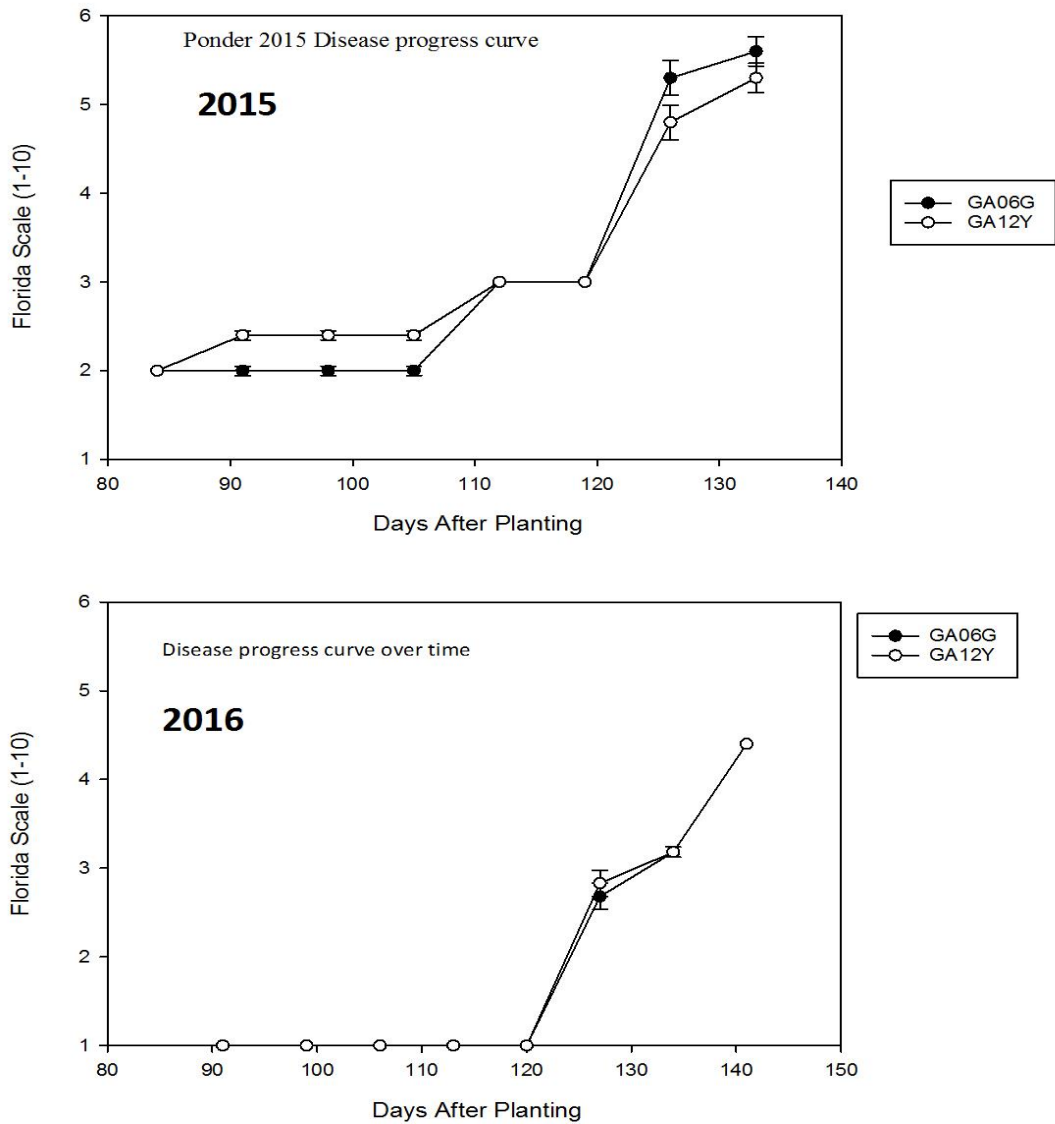 6
Ponder 2015 Disease progress curve
2015
5
4
3
2
1
Florida Scale (1-10)
GA06G
GA12Y
80 90 100 110 120 130 140
Days After Planting
6
Disease progress curve over time
2016
5
4
3
2
1
Florida Scale (1-10)
GA06G
GA12Y
80 90 100 110 120 130 140 150
Days After Planting